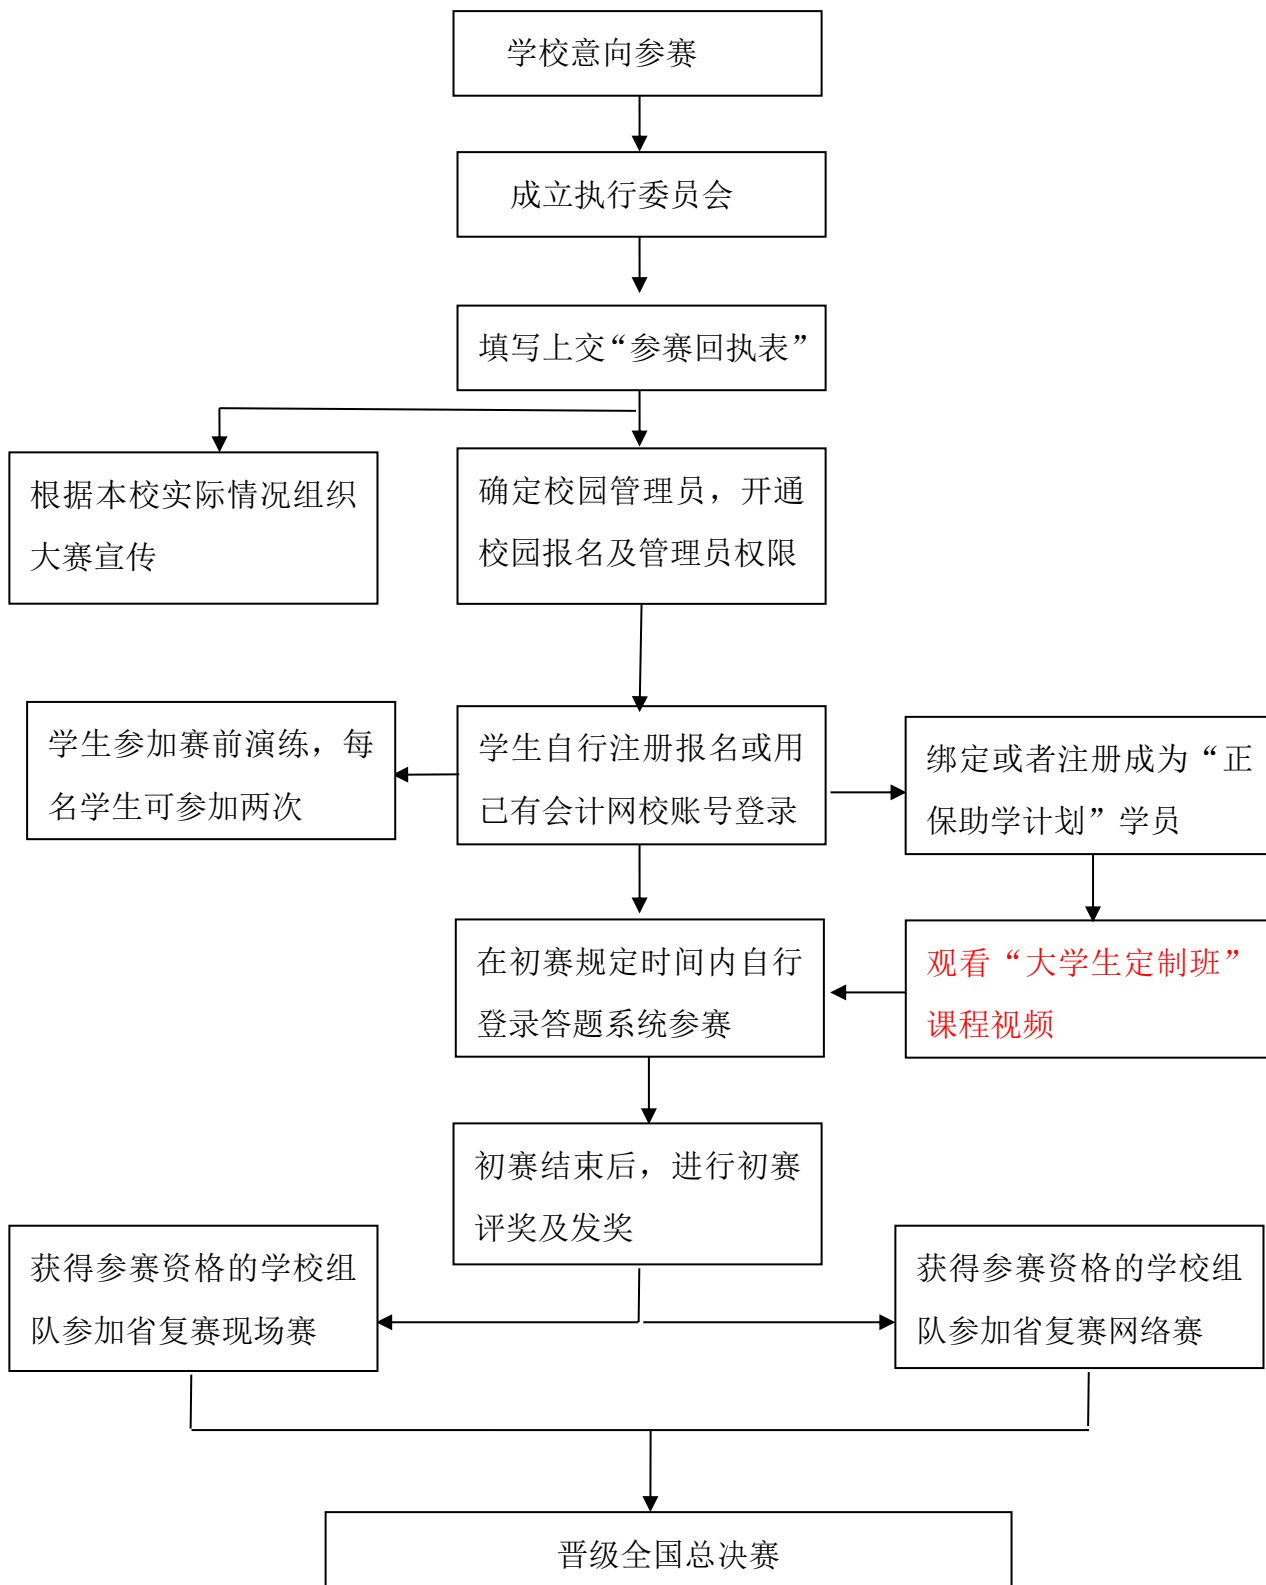 学校意向参赛
成立执行委员会
填写上交“参赛回执表”
根据本校实际情况组织
大赛宣传
确定校园管理员，开通
校园报名及管理员权限
学生参加赛前演练，每
名学生可参加两次
学生自行注册报名或用
已有会计网校账号登录
绑定或者注册成为“正
保助学计划”学员
在初赛规定时间内自行
登录答题系统参赛
观看“大学生定制班”
课程视频
初赛结束后，进行初赛
评奖及发奖
获得参赛资格的学校组
队参加省复赛现场赛
获得参赛资格的学校组
队参加省复赛网络赛
晋级全国总决赛